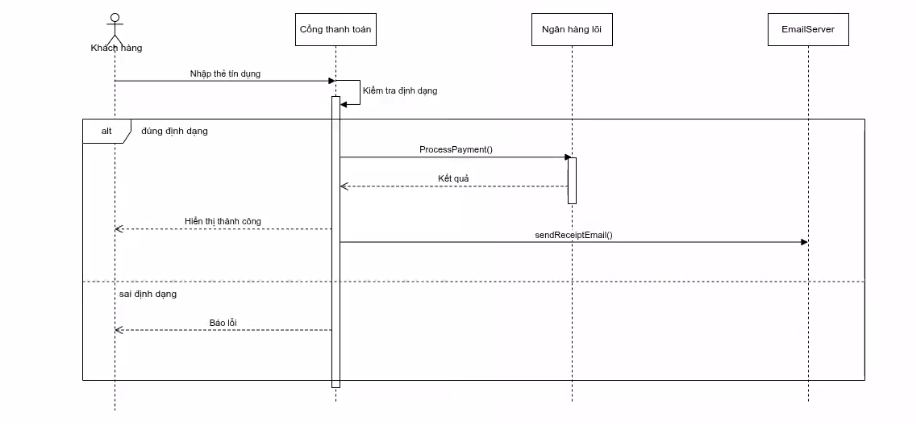 Khách hàng
Cổng thanh toán
Ngân hàng lõi
EmailServer
Nhập thẻ tín dụng
Kiểm tra định dạng
alt
đúng định dạng
ProcessPayment()
Kết quả
Hiển thị thành công
sendReceiptEmail()
sai định dạng
Báo lỗi